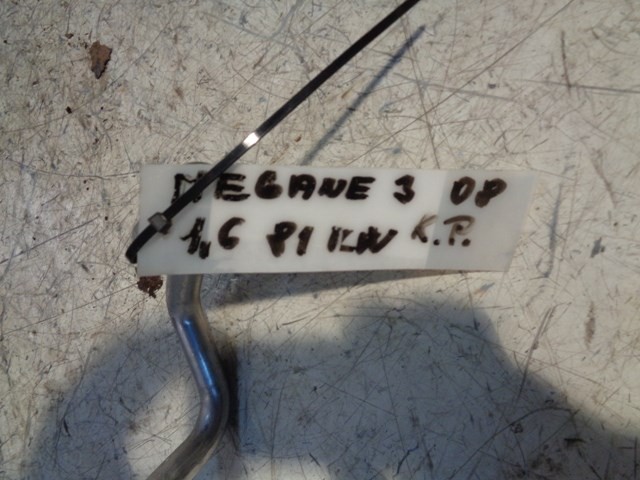 MEGANE 3 08
1,6 81 KW K.P.